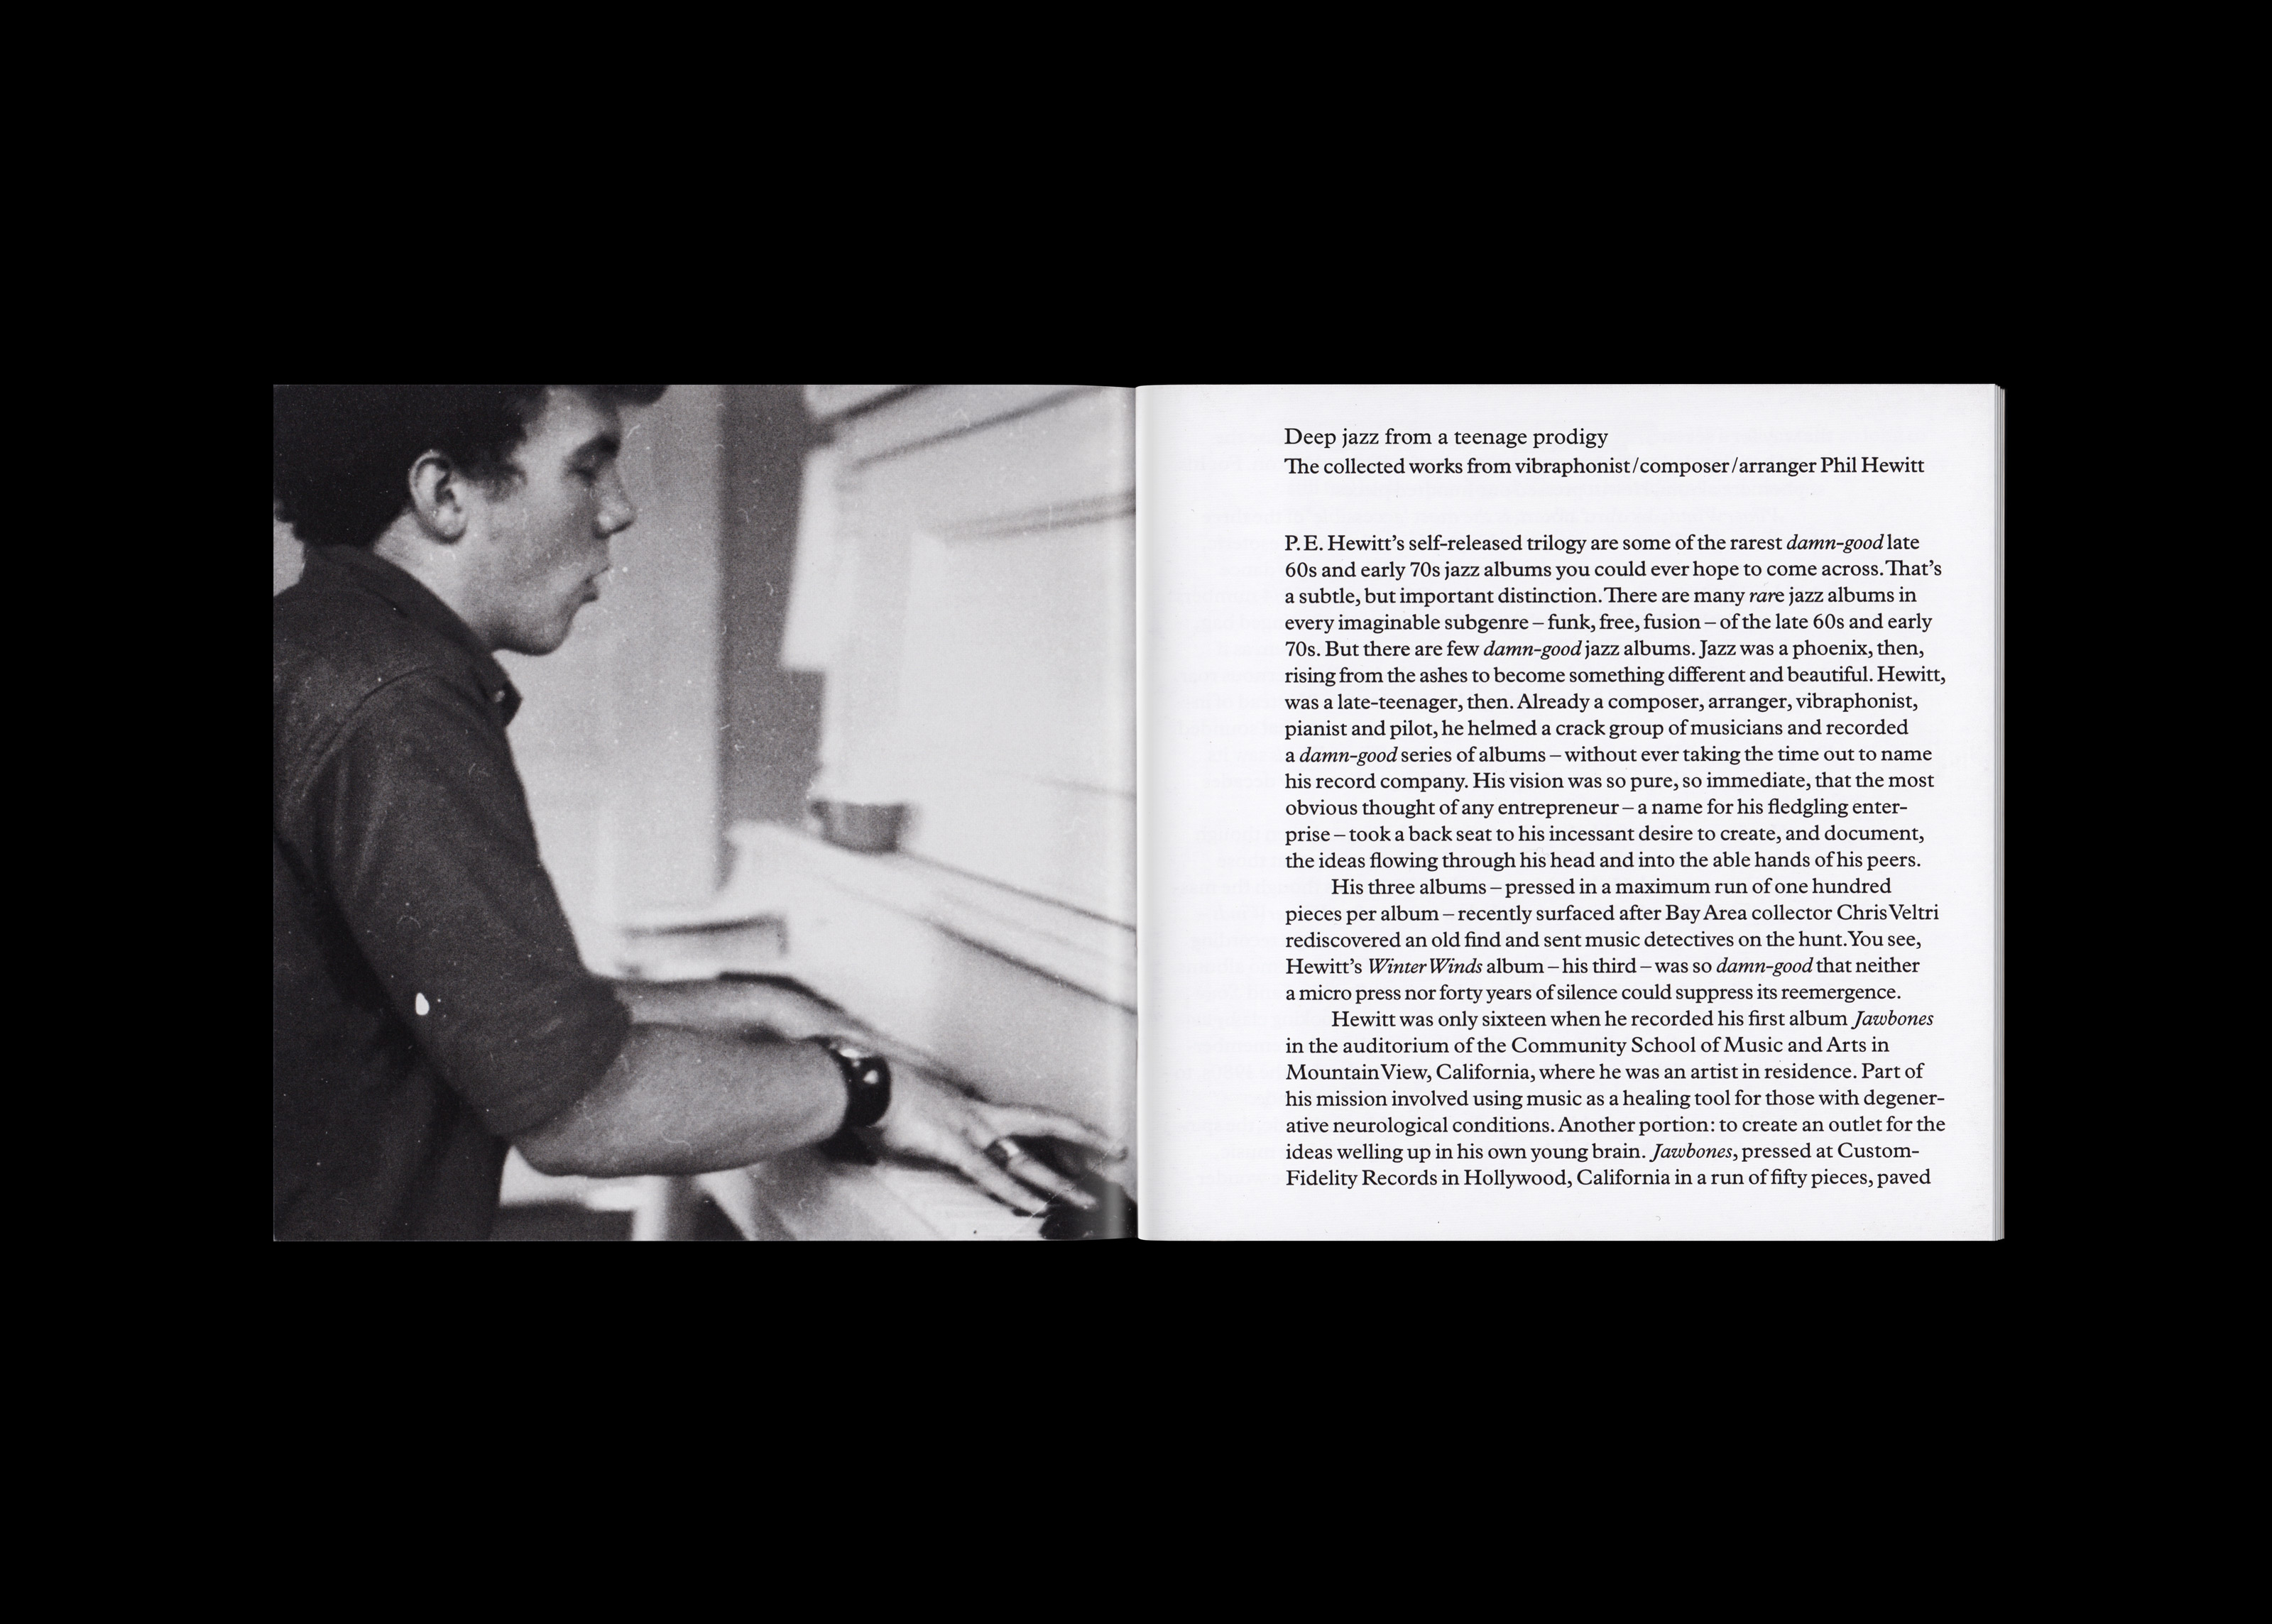 Deep jazz from a teenage prodigy
The collected works from vibraphonist/composer/arranger Phil Hewitt
P.E. Hewitt’s self-released trilogy are some of the rarest damn-good late
60s and early 70s jazz albums you could ever hope to come across. That’s
a subtle, but important distinction. There are many rare jazz albums in
every imaginable subgenre – funk, free, fusion – of the late 60s and early
70s. But there are few damn-good jazz albums. Jazz was a phoenix, then,
rising from the ashes to become something different and beautiful. Hewitt,
was a late-teenager, then. Already a composer, arranger, vibraphonist,
pianist and pilot, he helmed a crack group of musicians and recorded
a damn-good series of albums – without ever taking the time out to name
his record company. His vision was so pure, so immediate, that the most
obvious thought of any entrepreneur – a name for his fledgling enter-
prise – took a back seat to his incessant desire to create, and document,
the ideas flowing through his head and into the able hands of his peers.
His three albums – pressed in a maximum run of one hundred
pieces per album – recently surfaced after Bay Area collector Chris Veltri
rediscovered an old find and sent music detectives on the hunt. You see,
Hewitt’s Winter Winds album – his third – was so damn-good that neither
a micro press nor forty years of silence could suppress its reemergence.
Hewitt was only sixteen when he recorded his first album Jawbones
in the auditorium of the Community School of Music and Arts in
Mountain View, California, where he was an artist in residence. Part of
his mission involved using music as a healing tool for those with degener-
ative neurological conditions. Another portion: to create an outlet for the
ideas welling up in his own young brain. Jawbones, pressed at Custom-
Fidelity Records in Hollywood, California in a run of fifty pieces, paved